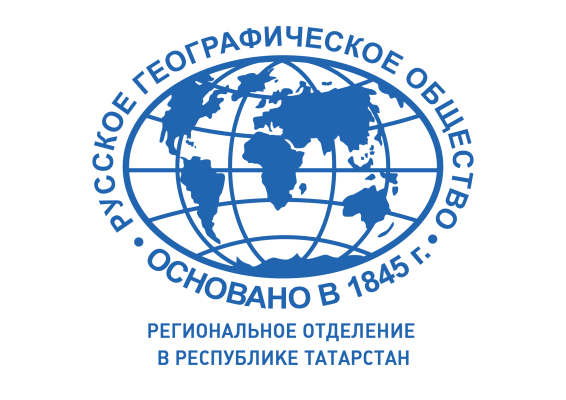 РУССКОЕ ГЕОГРАФИЧЕСКОЕ ОБЩЕСТВО
• ОСНОВАНО В 1845 г. •
РЕГИОНАЛЬНОЕ ОТДЕЛЕНИЕ
В РЕСПУБЛИКЕ ТАТАРСТАН